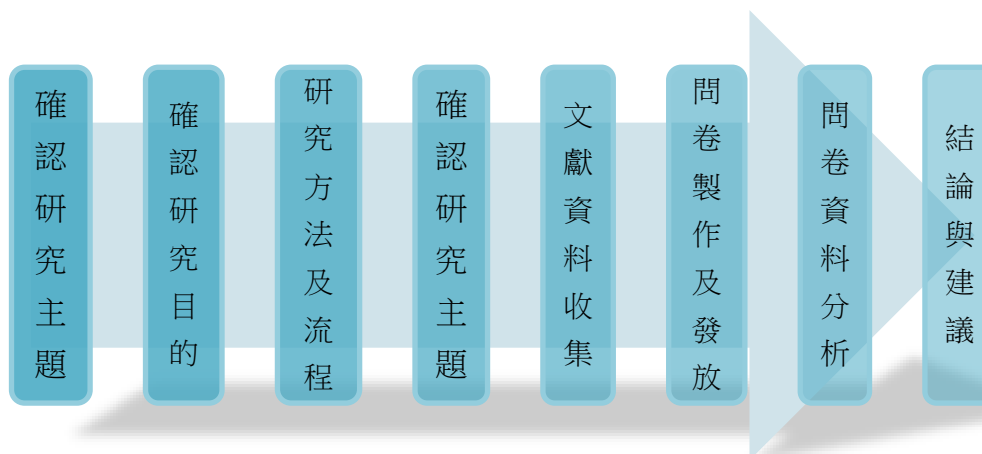 確認研究主題
確認研究目的
研究方法及流程
確認研究主題
文獻資料收集
問卷製作及發放
問卷資料分析
結論與建議